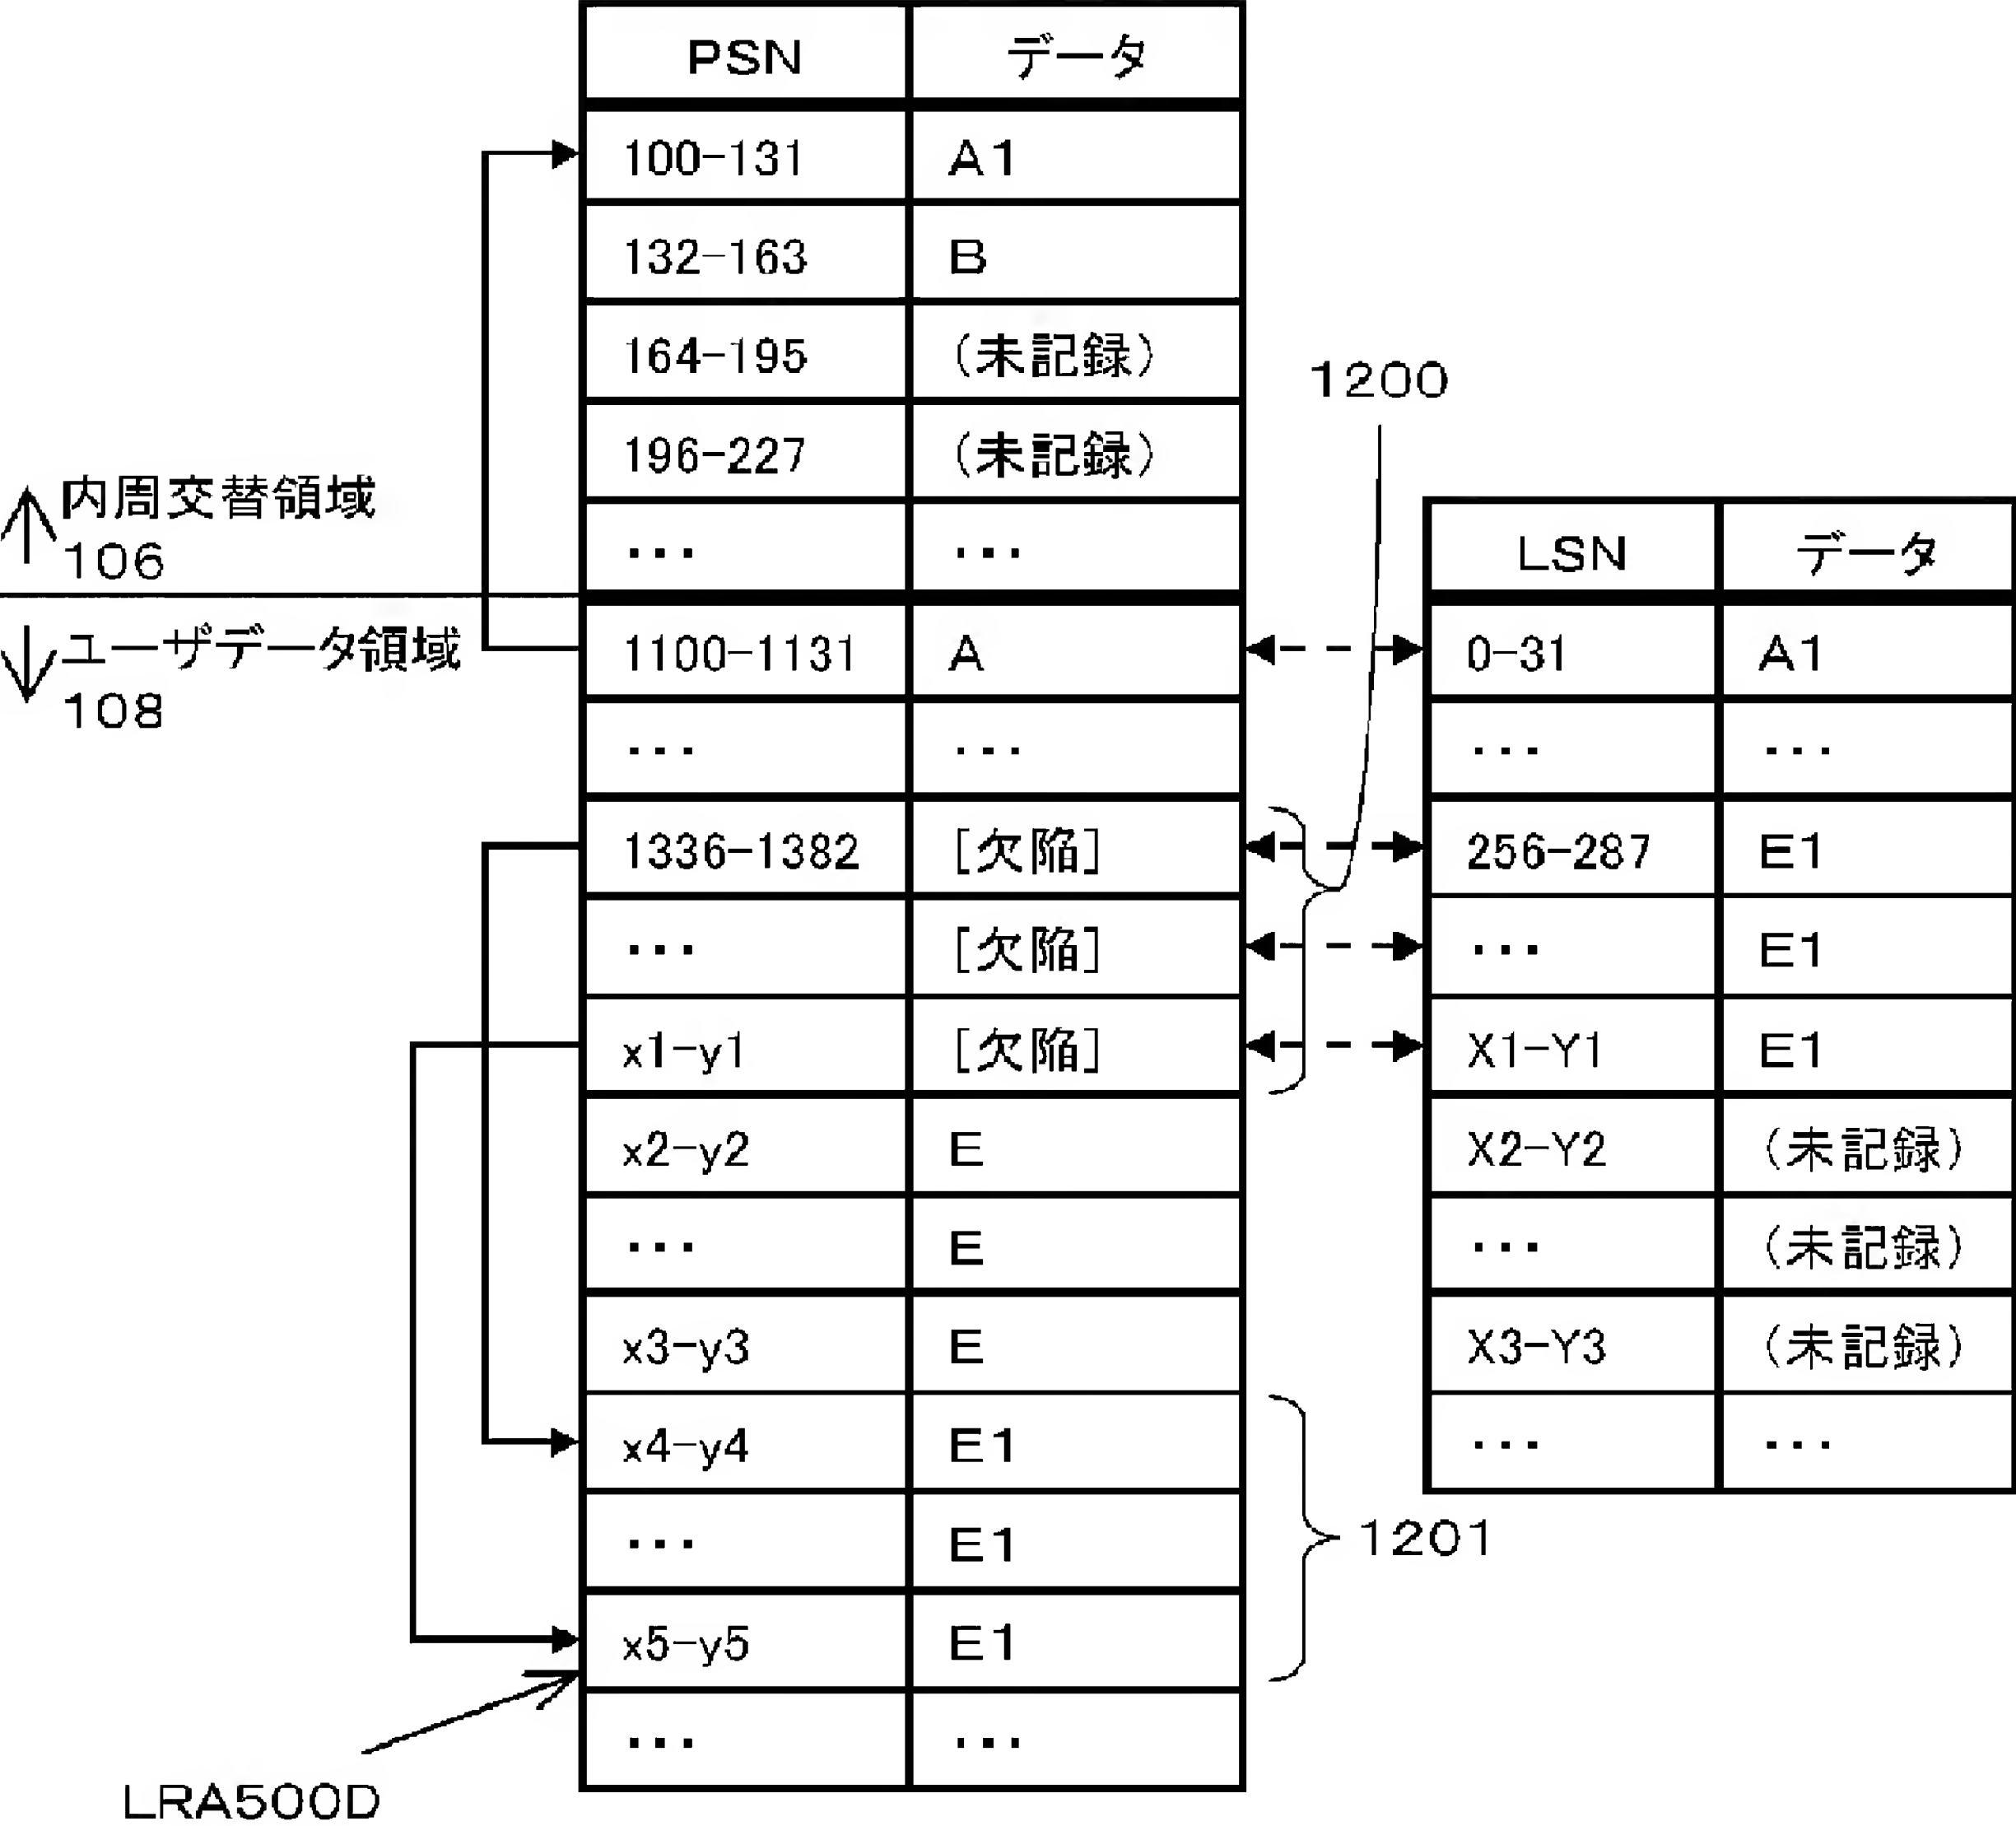 PSN データ
100-131 A1
132-163 B
164-195 (未記録)
196-227 (未記録)
... ...
1100-1131 A
... ...
1336-1382 [欠陥]
... [欠陥]
x1-y1 [欠陥]
x2-y2 E
... E
x3-y3 E
x4-y4 E1
... E1
x5-y5 E1
... ...
内周交替領域
106
ユーザデータ領域
108
LRA500D
1200
1201
LSN データ
0-31 A1
... ...
256-287 E1
... E1
X1-Y1 E1
X2-Y2 (未記録)
... (未記録)
X3-Y3 (未記録)
... ...